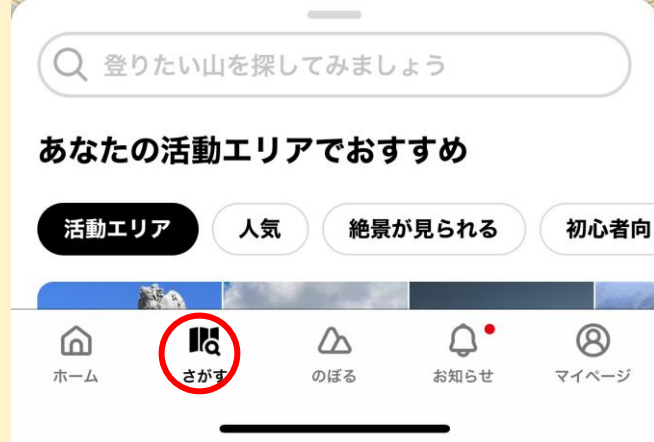 登りたい山を探してみましょう
あなたの活動エリアでおすすめ
活動エリア 人気 絶景が見られる 初心者向
ホーム さがす のぼる お知らせ マイページ